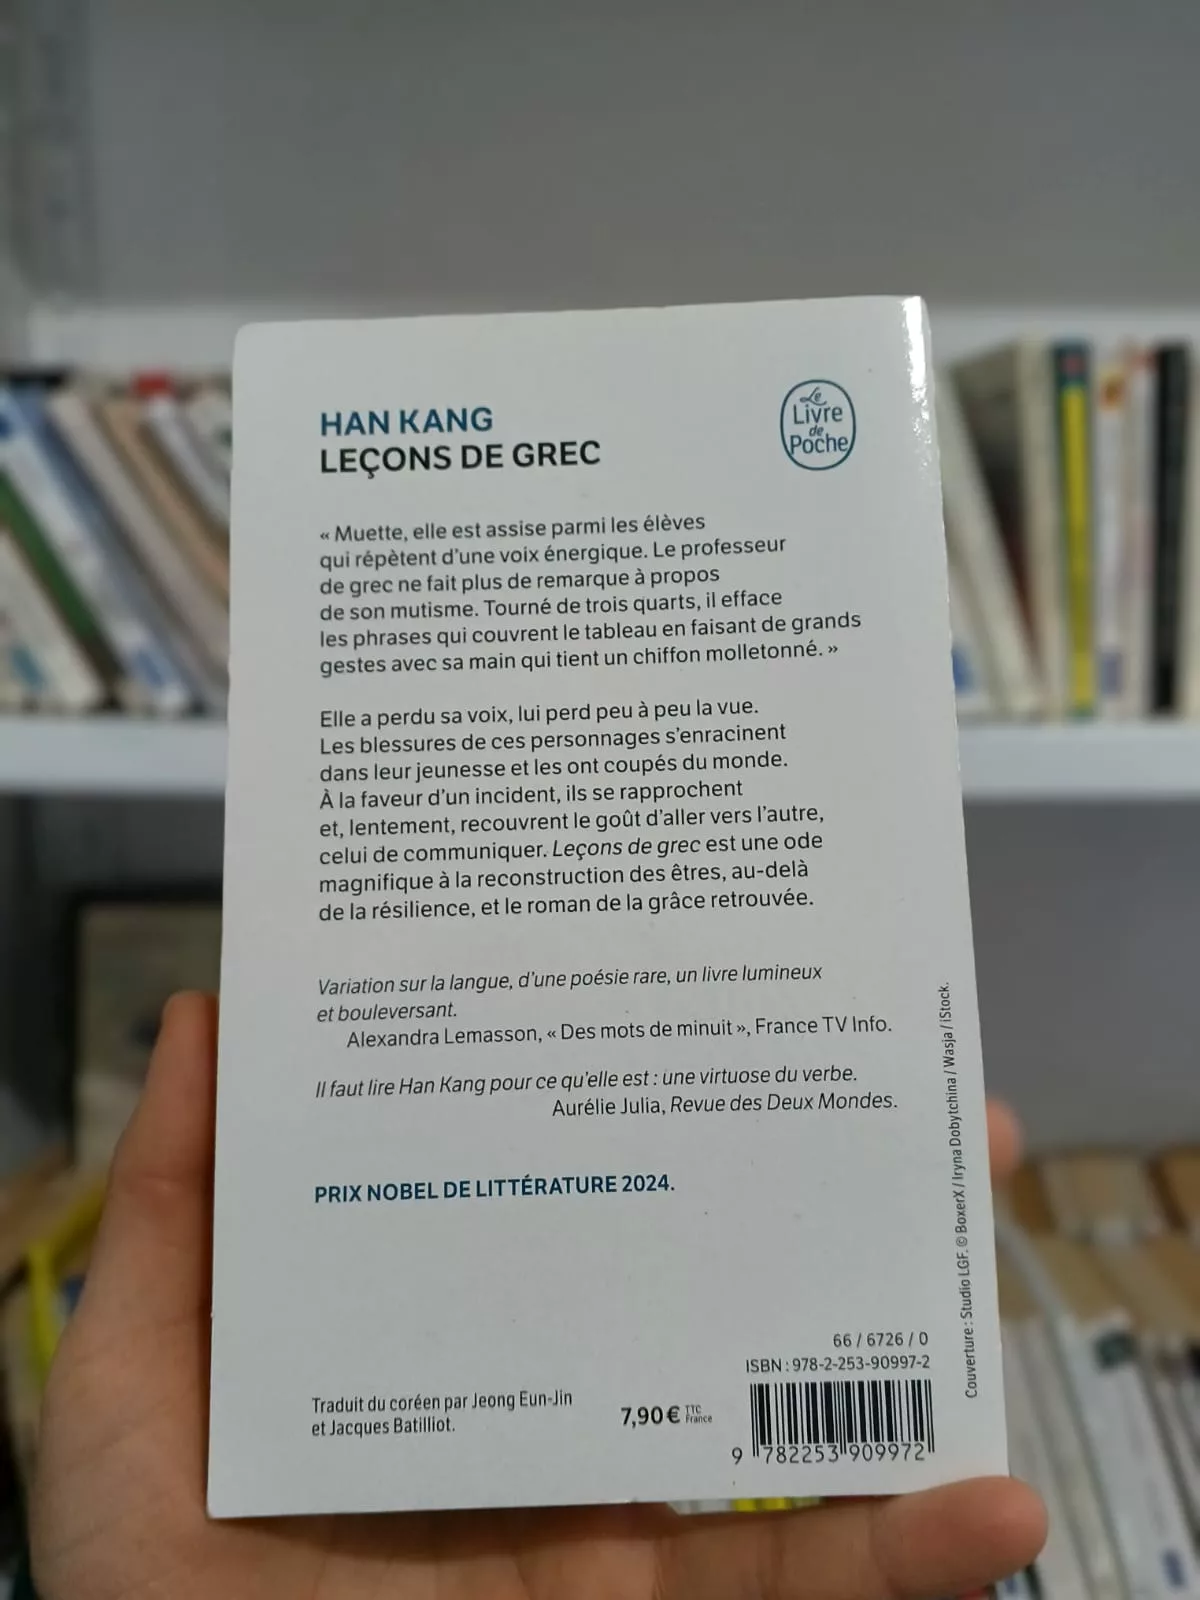 HAN KANG
LEÇONS DE GREC
Le
Livre
de
Poche
« Muette, elle est assise parmi les élèves
qui répètent d'une voix énergique. Le professeur
de grec ne fait plus de remarque à propos
de son mutisme. Tourné de trois quarts, il efface
les phrases qui couvrent le tableau en faisant de grands
gestes avec sa main qui tient un chiffon molletonné. »
Elle a perdu sa voix, lui perd peu à peu la vue.
Les blessures de ces personnages s'enracinent
dans leur jeunesse et les ont coupés du monde.
À la faveur d'un incident, ils se rapprochent
et, lentement, recouvrent le goût d'aller vers l'autre,
celui de communiquer. Leçons de grec est une ode
magnifique à la reconstruction des êtres, au-delà
de la résilience, et le roman de la grâce retrouvée.
Variation sur la langue, d'une poésie rare, un livre lumineux
et bouleversant.
Alexandra Lemasson, « Des mots de minuit », France TV Info.
Il faut lire Han Kang pour ce qu'elle est : une virtuose du verbe.
Aurélie Julia, Revue des Deux Mondes.
PRIX NOBEL DE LITTÉRATURE 2024.
Couverture : Studio LGF. © BoxerX / Iryna Dobytchina / Wasja / iStock.
66 / 6726 / 0
ISBN : 978-2-253-90997-2
Traduit du coréen par Jeong Eun-Jin
et Jacques Batilliot.
7,90 € TTC
France
9 782253 909972